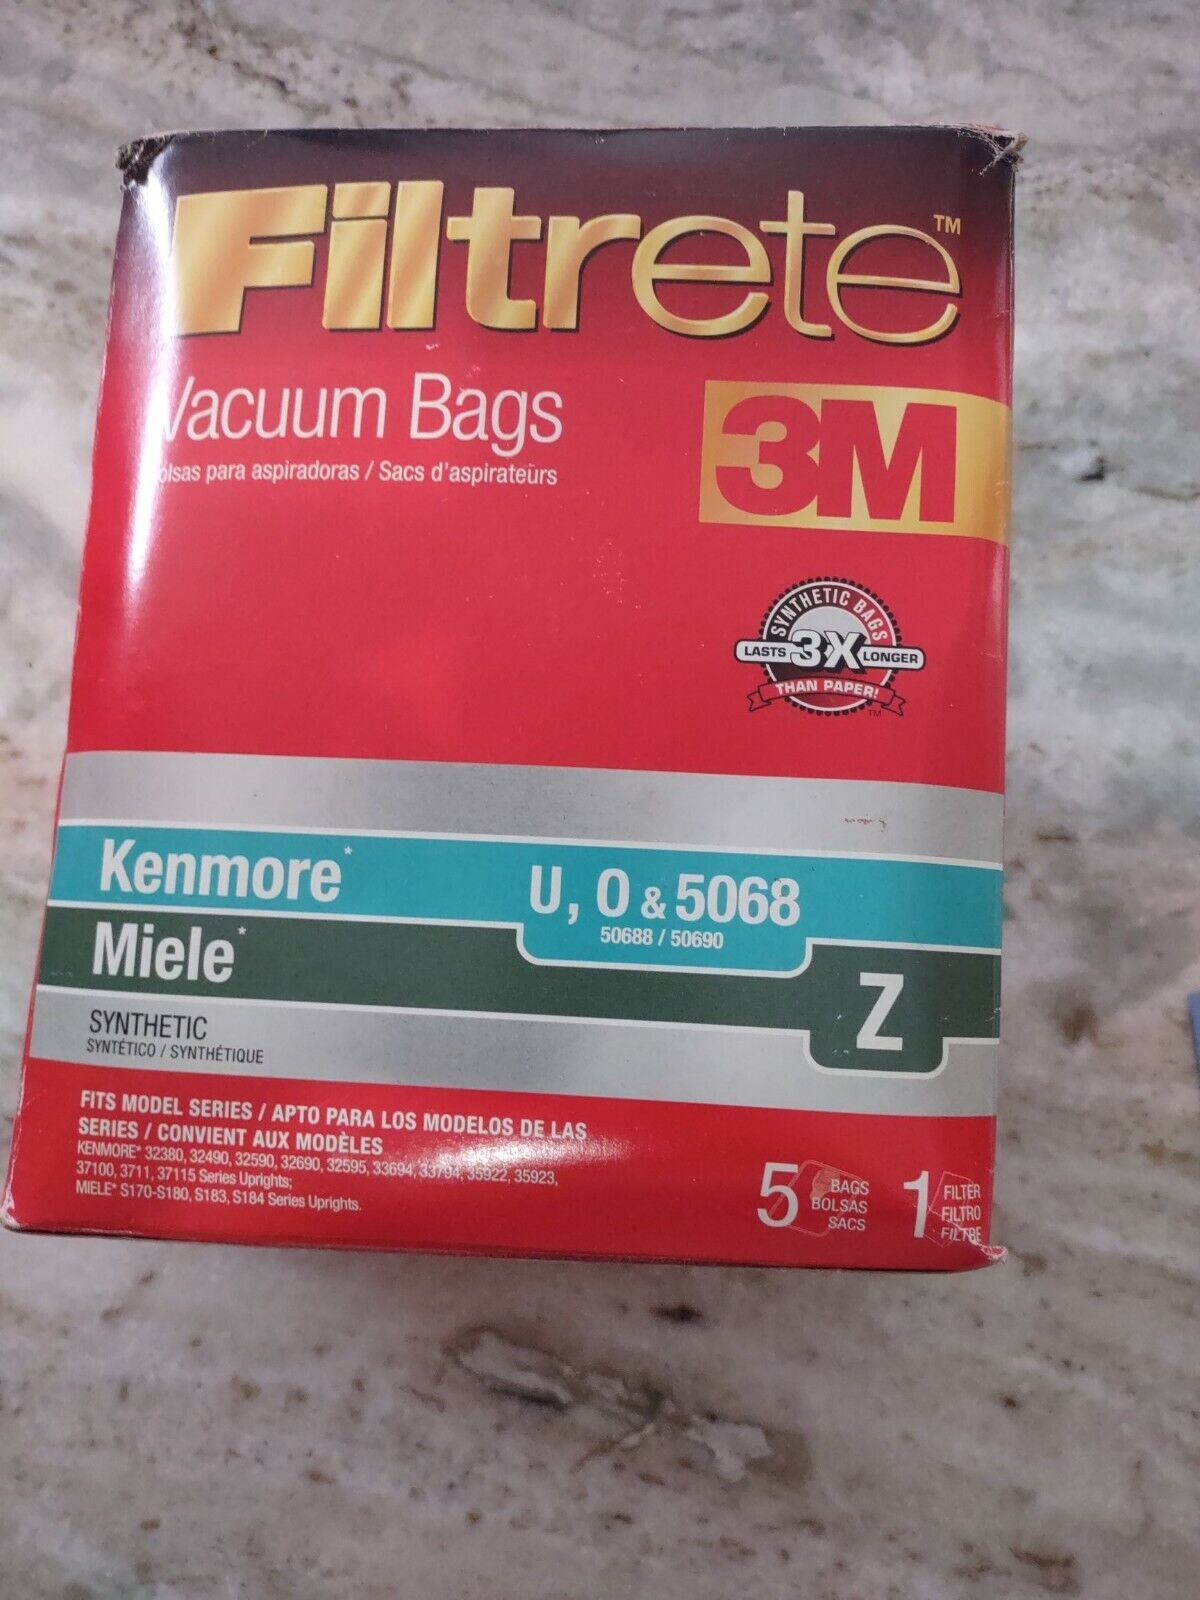 Filtrete™
Vacuum Bags
Bolsas para aspiradoras / Sacs d'aspirateurs
3M
SYNTHETIC BAGS
LASTS 3X LONGER
THAN PAPER!
TM
Kenmore*
U, O & 5068
50688 / 50690
Miele*
Z
SYNTHETIC
SYNTÉTICO / SYNTHÉTIQUE
FITS MODEL SERIES / APTO PARA LOS MODELOS DE LAS
SERIES / CONVIENT AUX MODÈLES
KENMORE* 32380, 32490, 32590, 32690, 32595, 33694, 33794, 35922, 35923,
37100, 3711, 37115 Series Uprights;
MIELE* S170-S180, S183, S184 Series Uprights.
5 BAGS
BOLSAS
SACS
1 FILTER
FILTRO
FILTRE